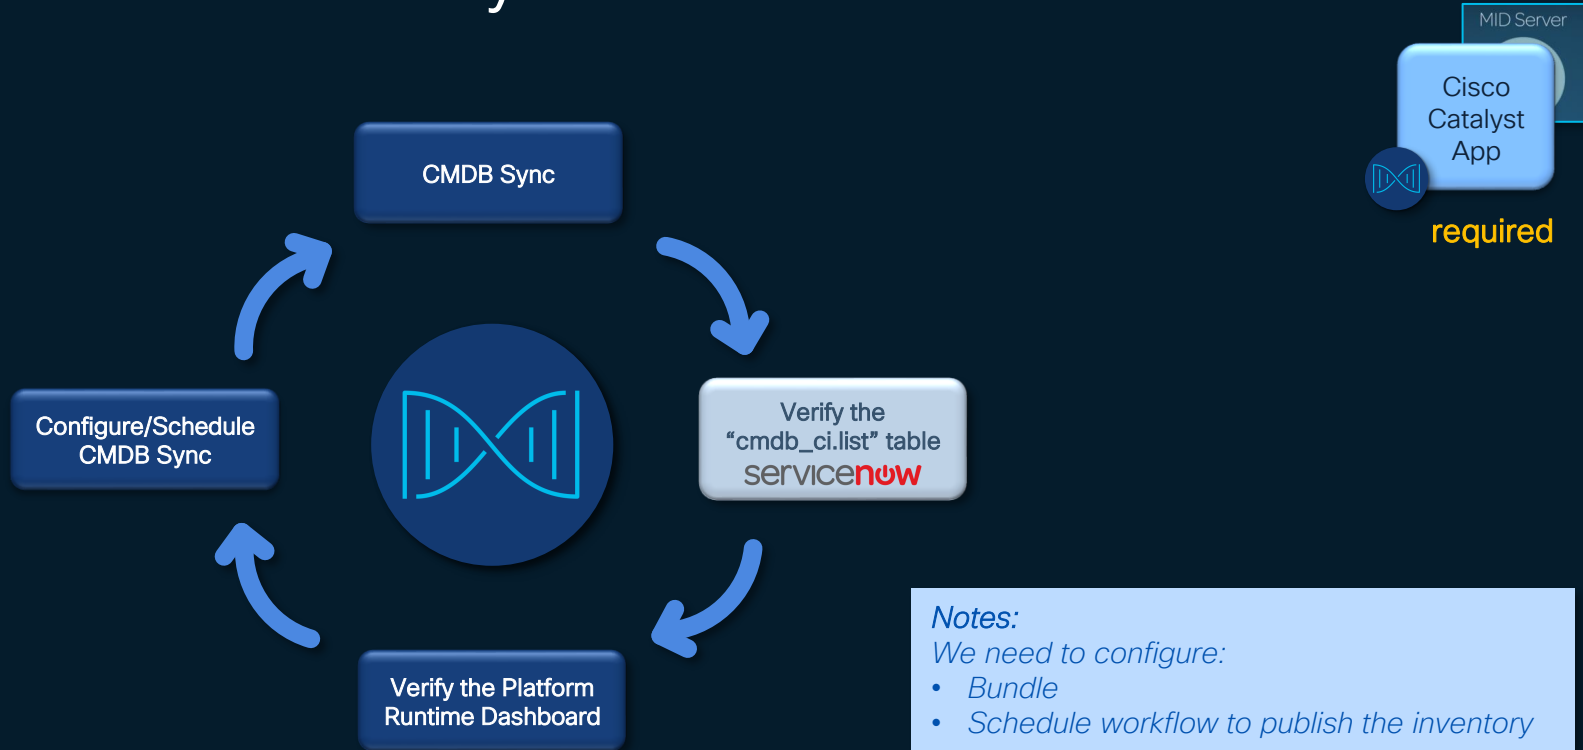 MID Server
Cisco
Catalyst
App
required
CMDB Sync
Configure/Schedule
CMDB Sync
Verify the
“cmdb_ci.list” table
servicenow
Verify the Platform
Runtime Dashboard
Notes:
We need to configure:
• Bundle
• Schedule workflow to publish the inventory